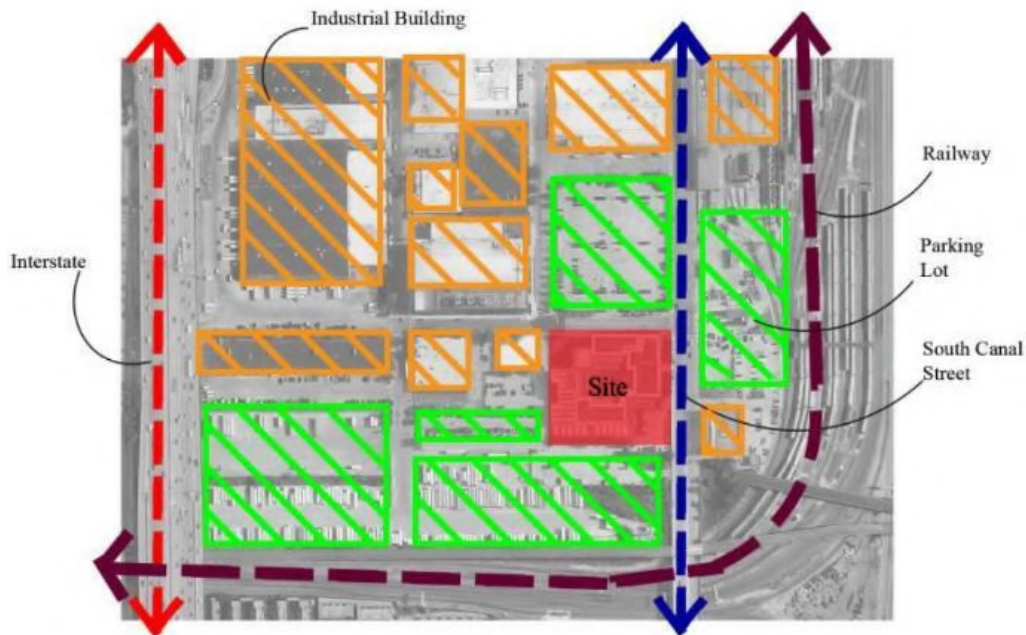 Industrial Building
Railway
Parking
Lot
Interstate
South Canal
Street
Site